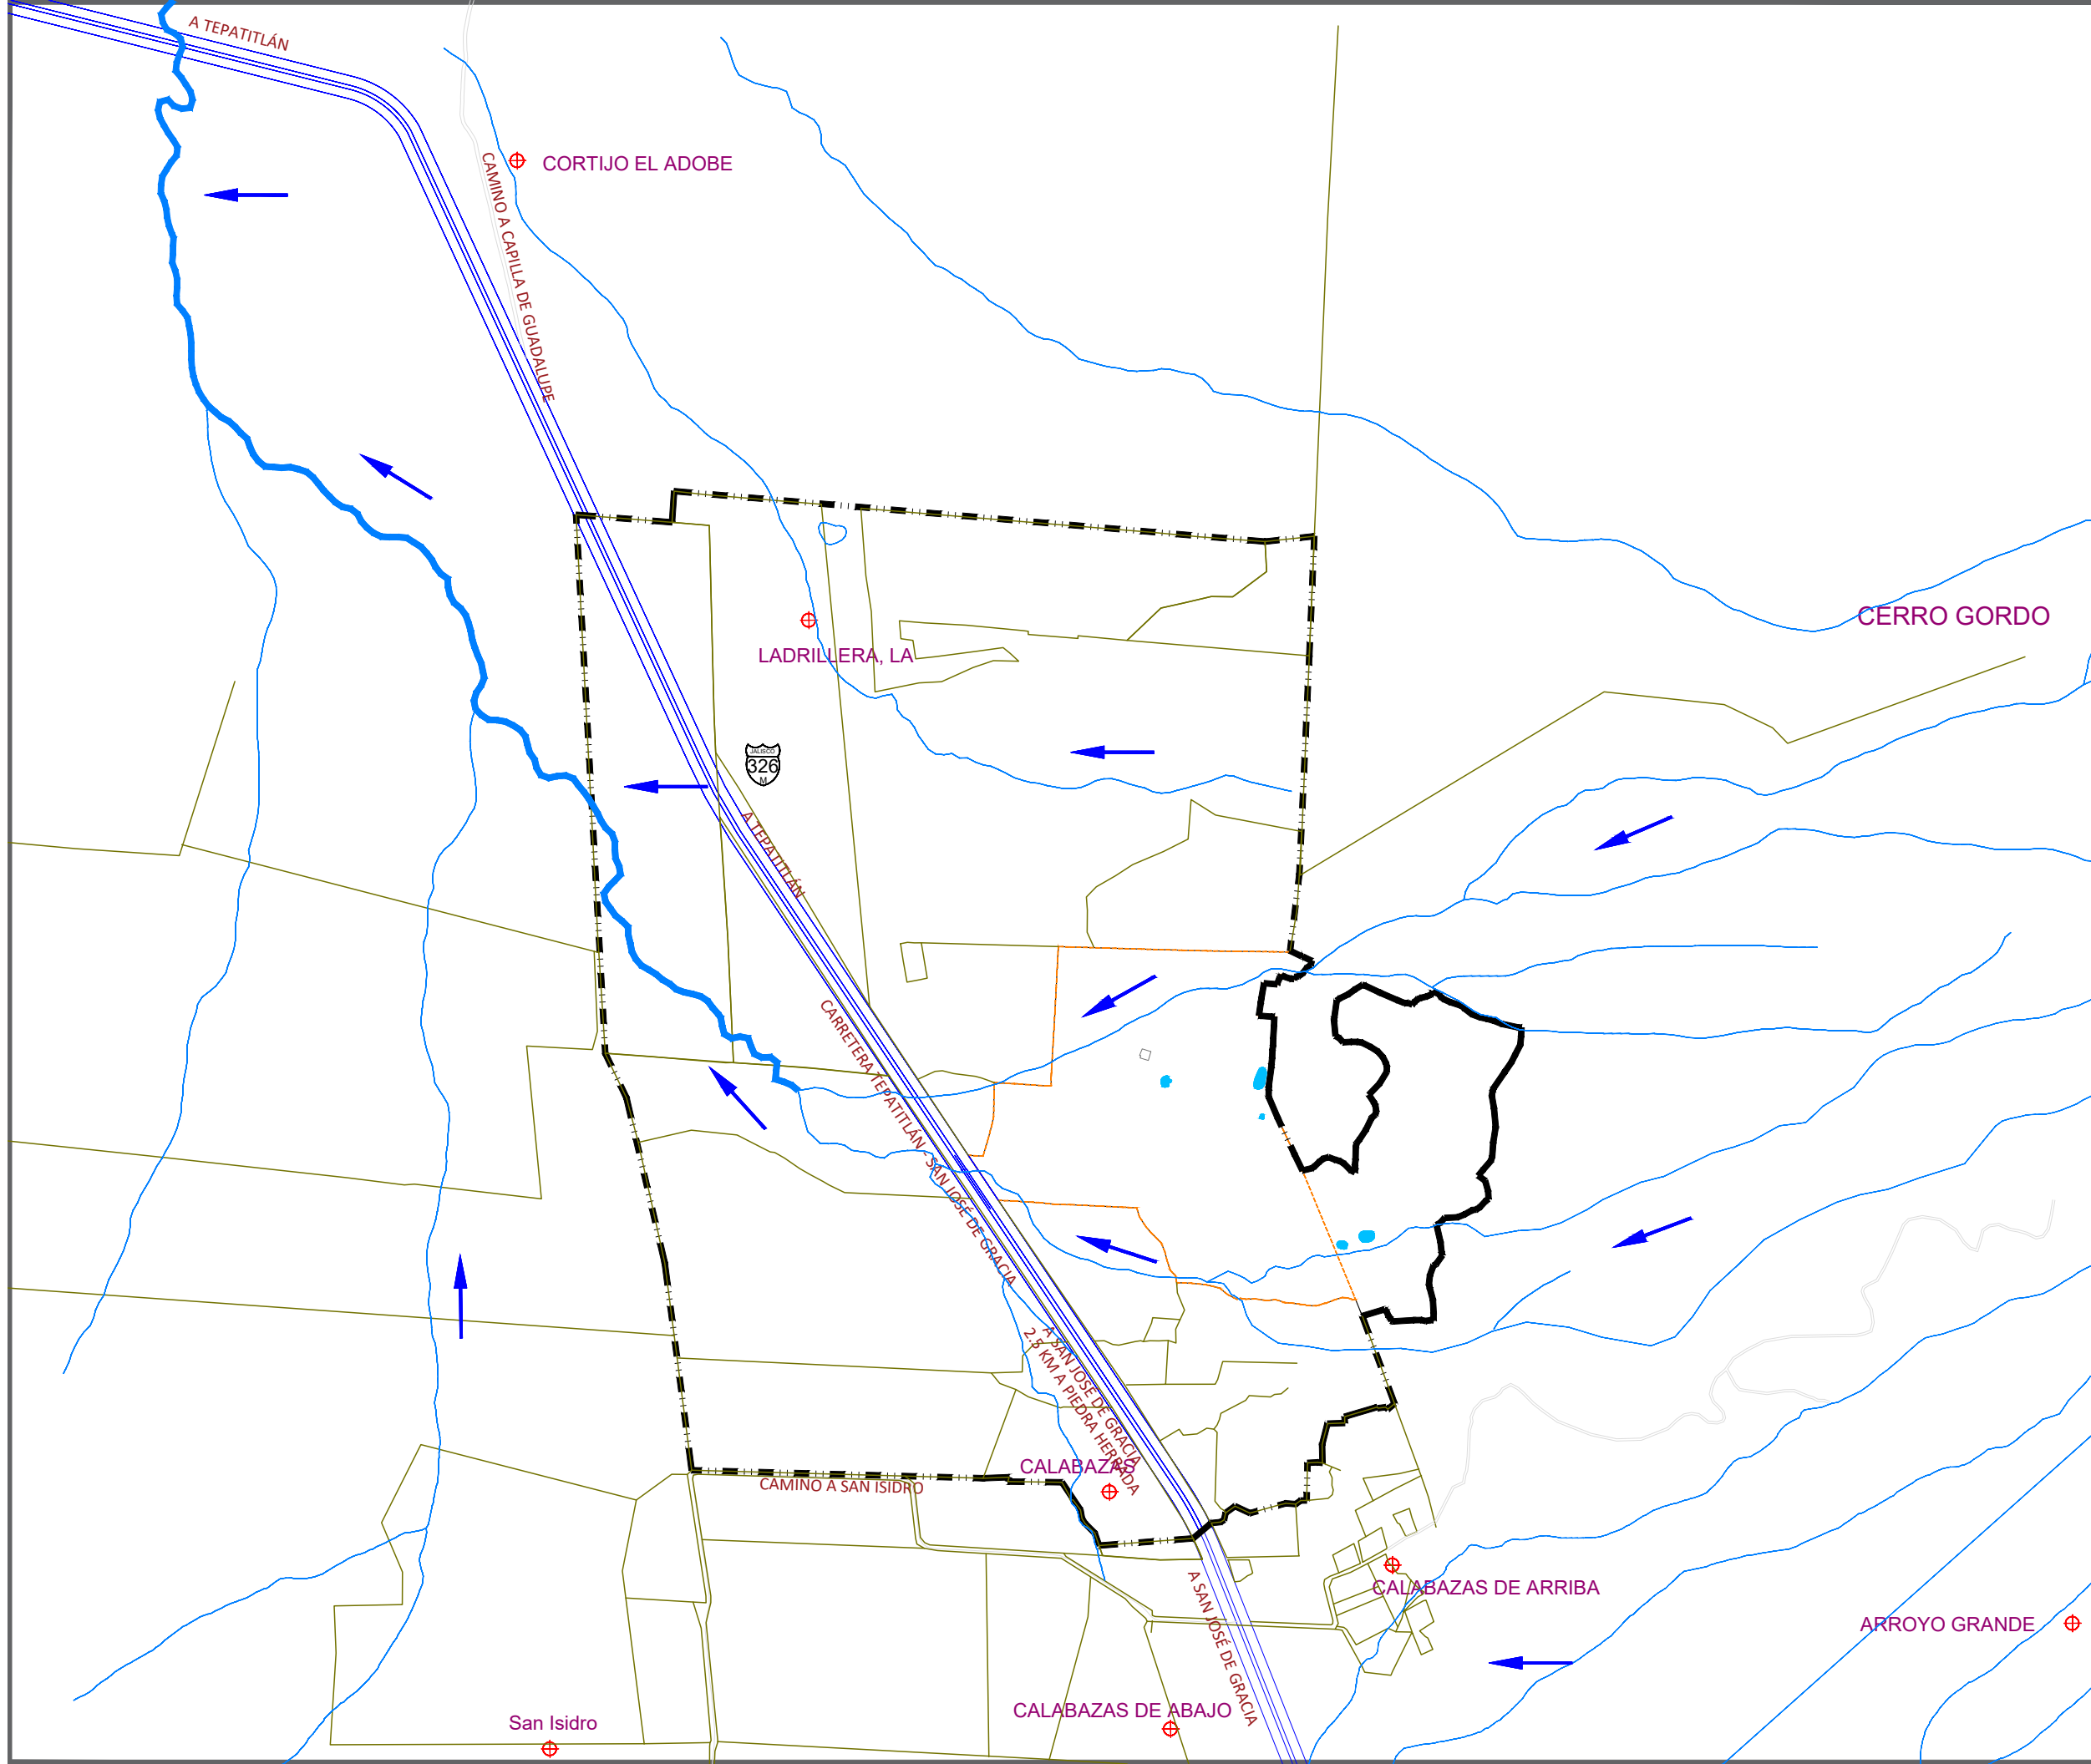 A TEPATITLÁN
CORTIJO EL ADOBE
CAMINO A CAPILLA DE GUADALUPE
CERRO GORDO
LADRILLERA, LA
JALISCO
326
M
A TEPATITLÁN
CARRETERA TEPATITLÁN - SAN JOSÉ DE GRACIA
A SAN JOSÉ DE GRACIA
2.5 KM A PIEDRA HERRADA
CALABAZAS
CAMINO A SAN ISIDRO
CALABAZAS DE ARRIBA
A SAN JOSÉ DE GRACIA
ARROYO GRANDE
CALABAZAS DE ABAJO
San Isidro